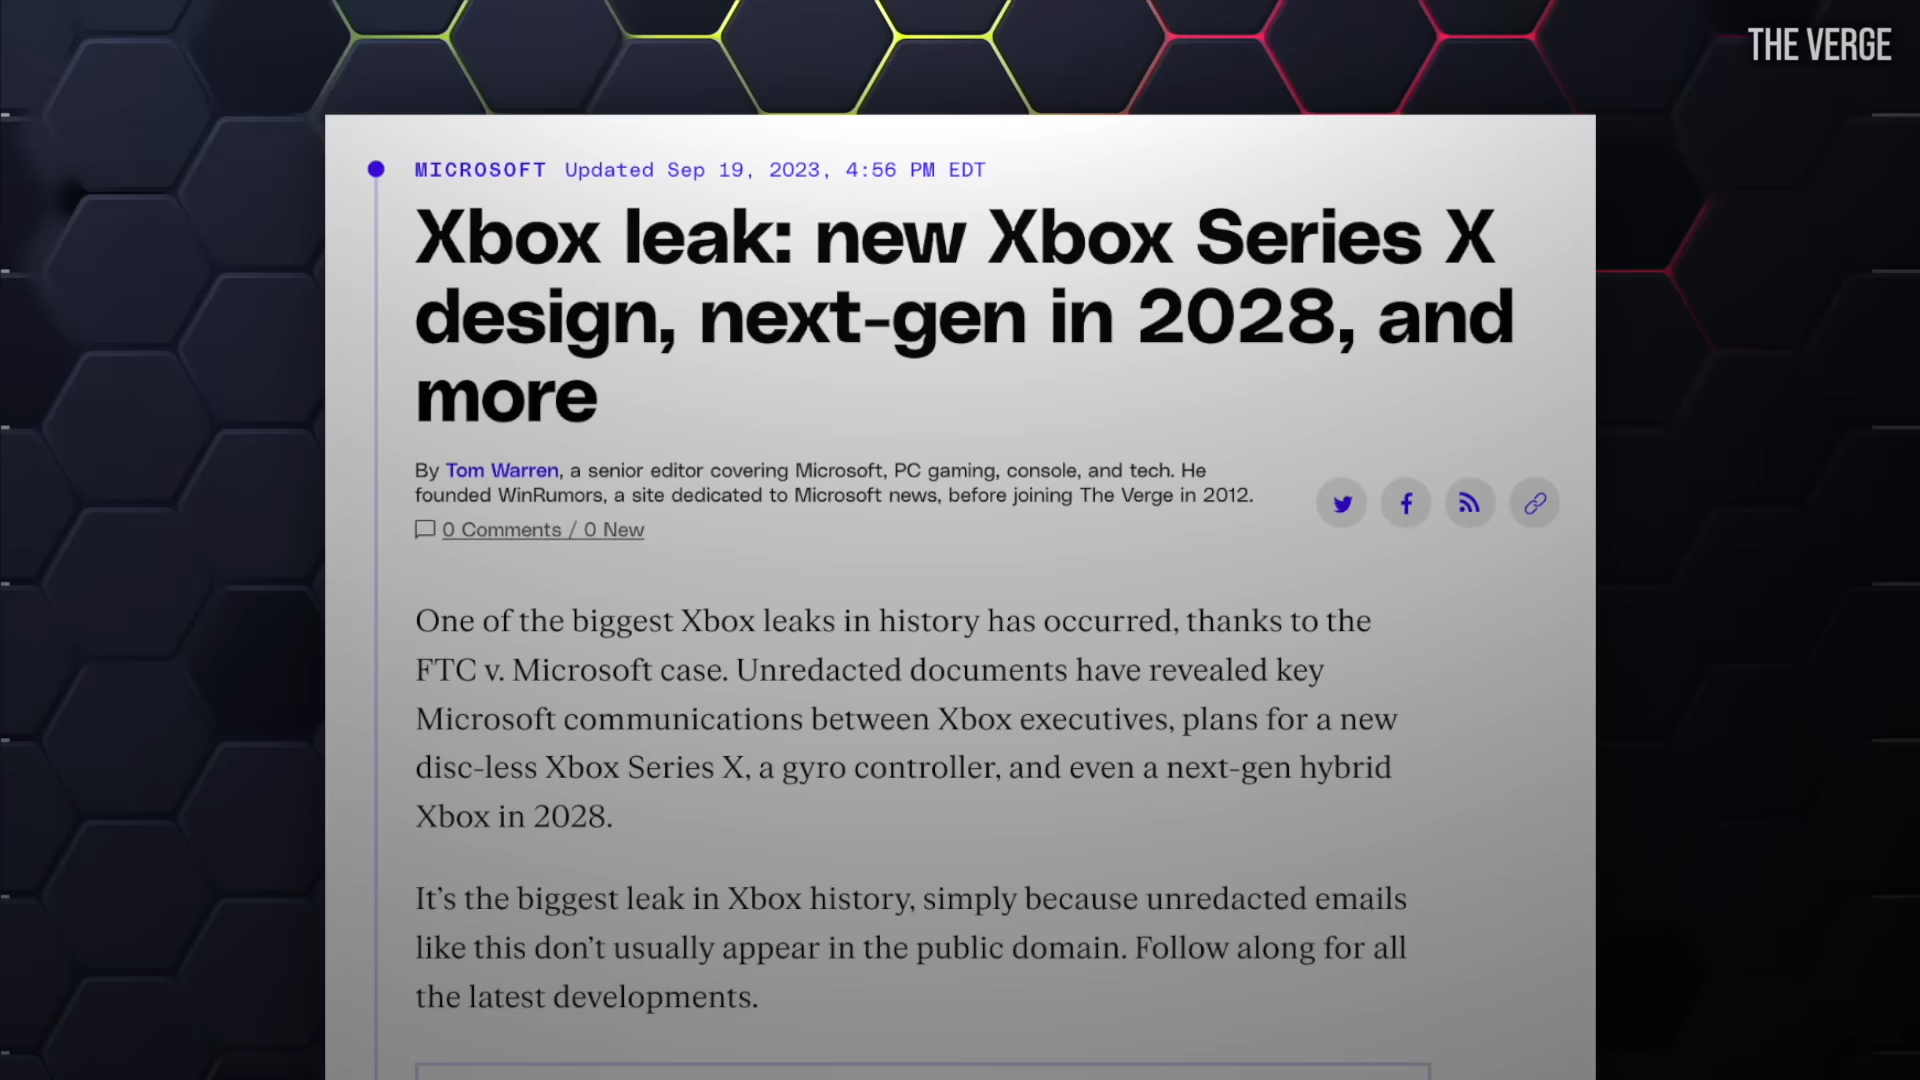 THE VERGE
MICROSOFT Updated Sep 19, 2023, 4:56 PM EDT
Xbox leak: new Xbox Series X
design, next-gen in 2028, and
more
By Tom Warren, a senior editor covering Microsoft, PC gaming, console, and tech. He
founded WinRumors, a site dedicated to Microsoft news, before joining The Verge in 2012.
0 Comments / 0 New
One of the biggest Xbox leaks in history has occurred, thanks to the
FTC v. Microsoft case. Unredacted documents have revealed key
Microsoft communications between Xbox executives, plans for a new
disc-less Xbox Series X, a gyro controller, and even a next-gen hybrid
Xbox in 2028.
It’s the biggest leak in Xbox history, simply because unredacted emails
like this don’t usually appear in the public domain. Follow along for all
the latest developments.